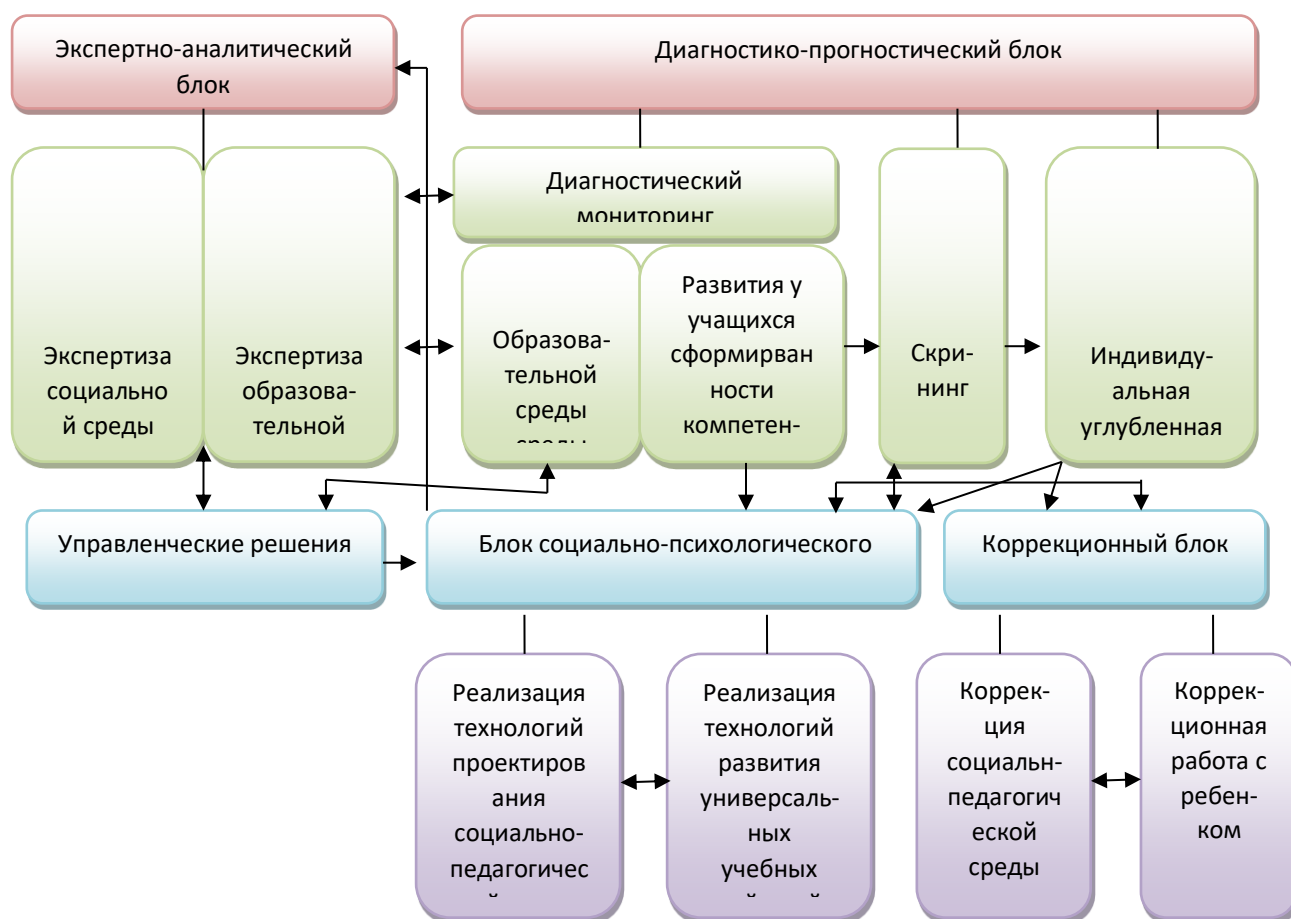 Экспертно-аналитический
блок
Диагностико-прогностический блок
Диагностический
мониторинг
Экспертиза
социально
й среды
Экспертиза
образова-
тельной
Образова-
тельной
среды
среды
Развития у
учащихся
сформирван
ности
компетен-
Скри-
нинг
Индивиду-
альная
углубленная
Управленческие решения
Блок социально-психологического
Коррекционный блок
Реализация
технологий
проектиров
ания
социально-
педагогичес
Реализация
технологий
развития
универсаль-
ных
учебных
Коррек-
ция
социальн-
педагогич
еской
среды
Коррек-
ционная
работа с
ребен-
ком